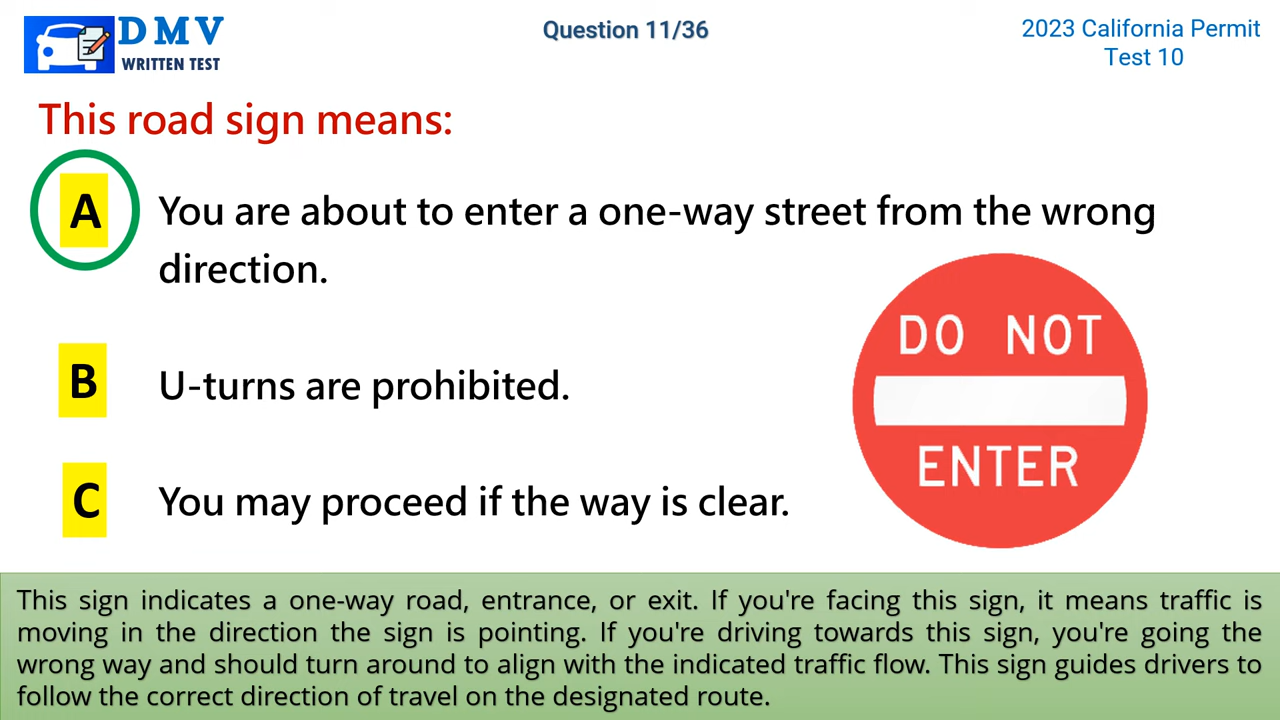 DMV
WRITTEN TEST
Question 11/36
2023 California Permit
Test 10
This road sign means:
A
You are about to enter a one-way street from the wrong
direction.
B
U-turns are prohibited.
C
You may proceed if the way is clear.
DO NOT
ENTER
This sign indicates a one-way road, entrance, or exit. If you're facing this sign, it means traffic is
moving in the direction the sign is pointing. If you're driving towards this sign, you're going the
wrong way and should turn around to align with the indicated traffic flow. This sign guides drivers to
follow the correct direction of travel on the designated route.